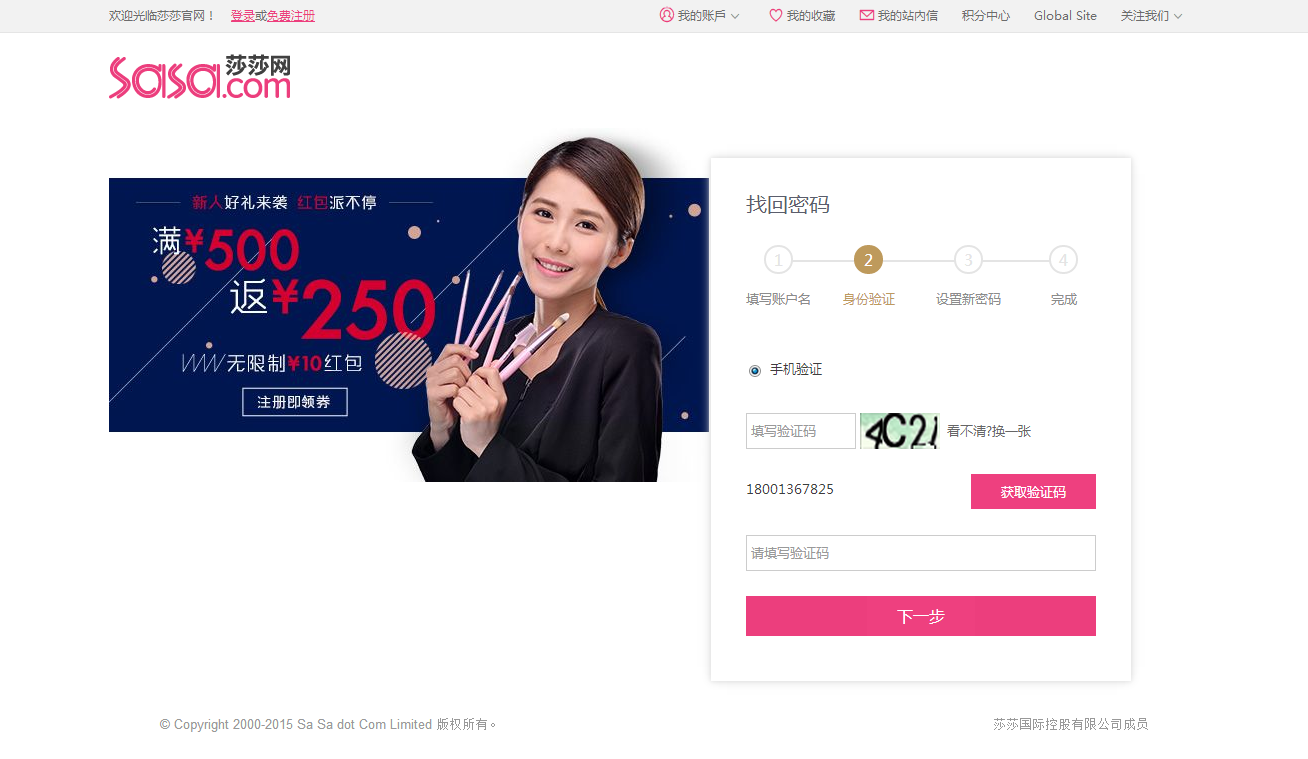 欢迎光临莎莎官网！ 登录或免费注册 我的账戶 我的收藏 我的站内信 积分中心 Global Site 关注我们
莎莎网
sasa.com
新人好礼来袭 红包派不停
满¥500
返¥250
无限制¥10红包
注册即领券
找回密码
1 2 3 4
填写账户名 身份验证 设置新密码 完成
手机验证
填写验证码 4C2J 看不清?换一张
18001367825 获取验证码
请填写验证码
下一步
© Copyright 2000-2015 Sa Sa dot Com Limited 版权所有。 莎莎国际控股有限公司成员